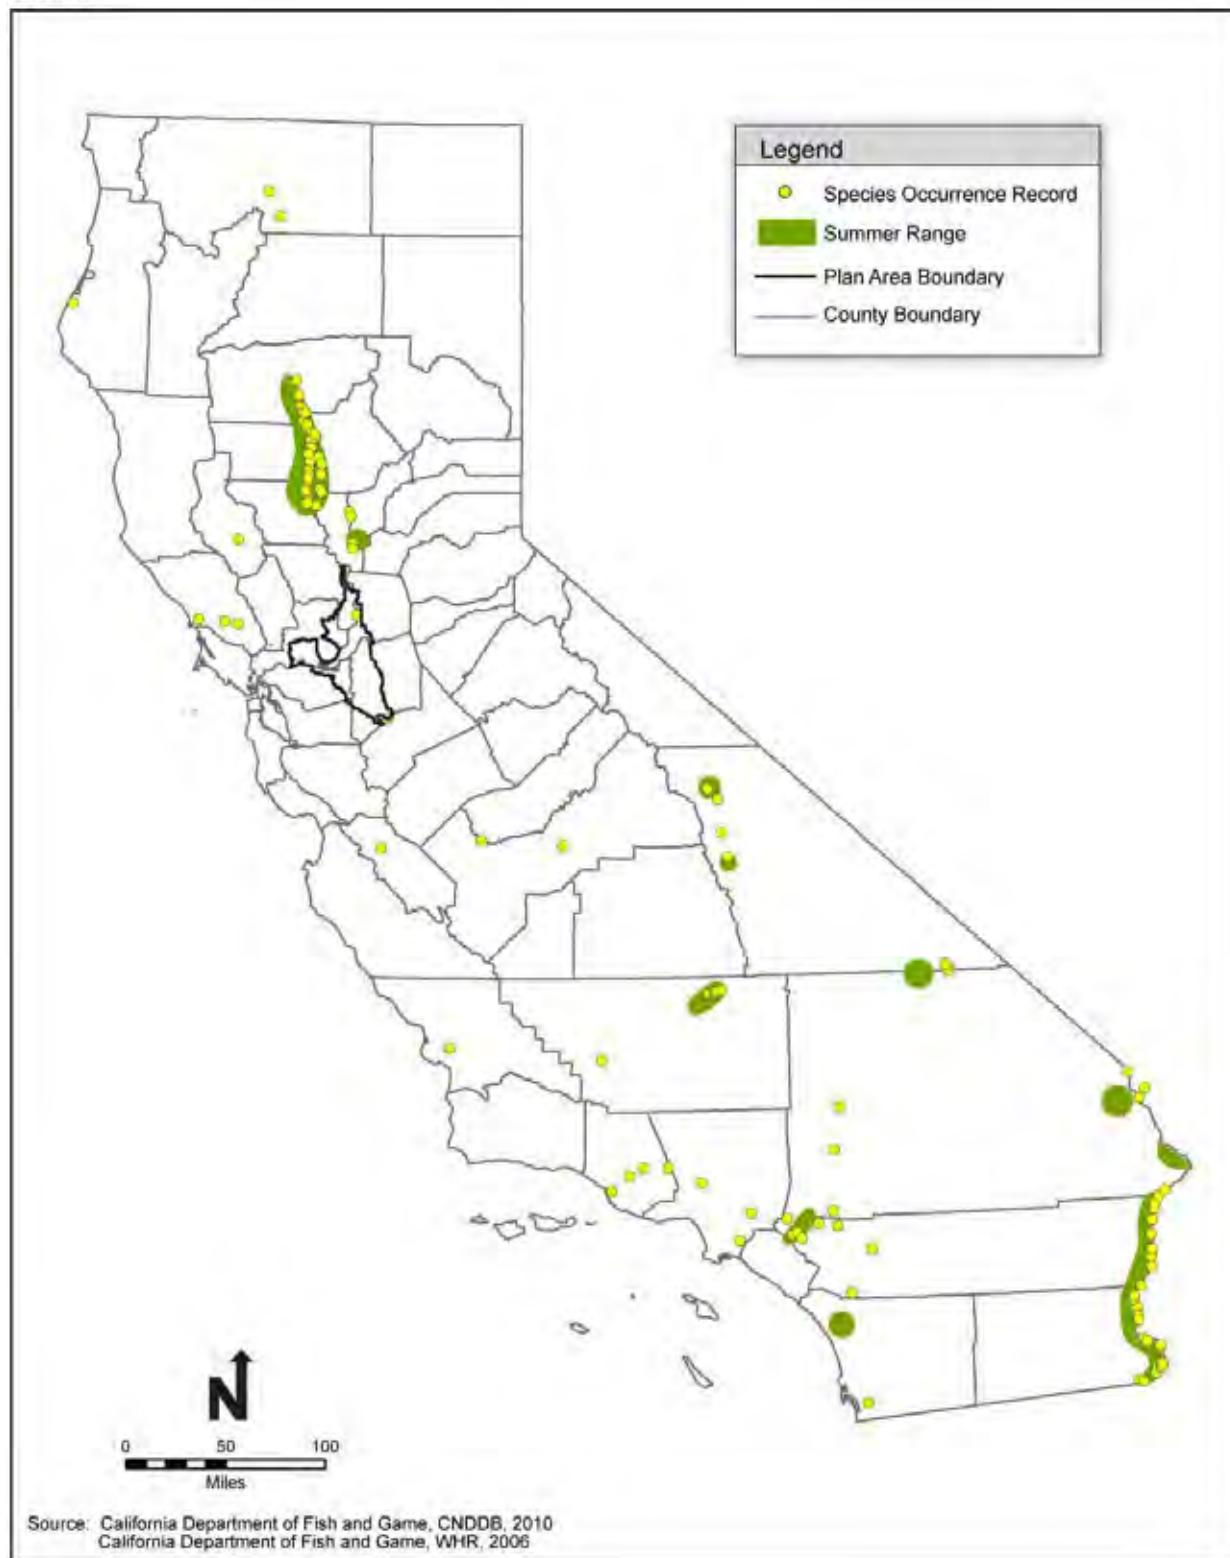 Legend
Species Occurrence Record
Summer Range
Plan Area Boundary
County Boundary
N
0 50 100
Miles
Source: California Department of Fish and Game, CNDDB, 2010
California Department of Fish and Game, WHR, 2006